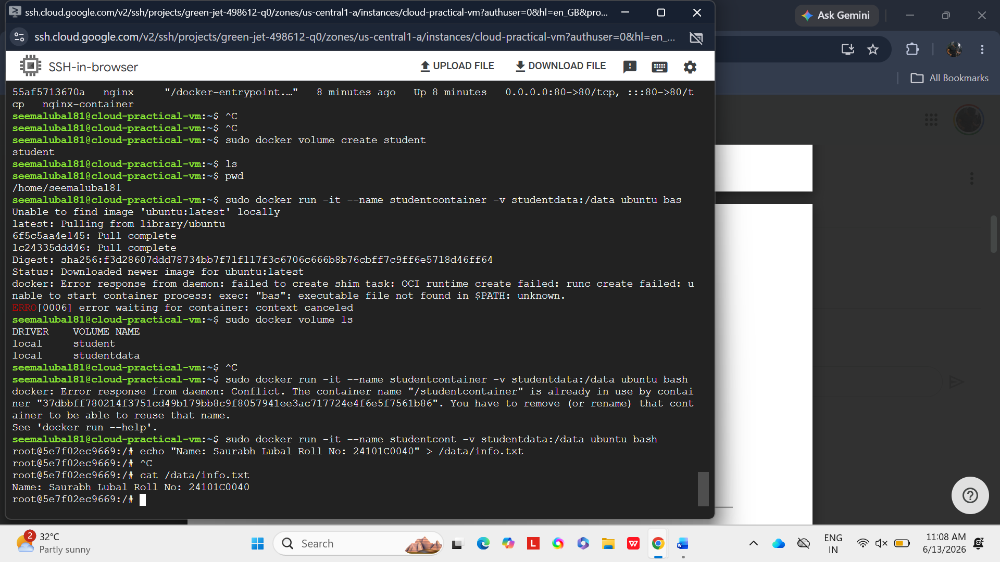 ssh.cloud.google.com/v2/ssh/projects/green-jet-498612-q0/zones/us-central1-a/instances/cloud-practical-vm?authuser=0&hl=en_GB&pro...
Ask Gemini
ssh.cloud.google.com/v2/ssh/projects/green-jet-498612-q0/zones/us-central1-a/instances/cloud-practical-vm?authuser=0&hl=en_...
SSH-in-browser
UPLOAD FILE
DOWNLOAD FILE
All Bookmarks
55af5713670a   nginx     "/docker-entrypoint.…"   8 minutes ago   Up 8 minutes   0.0.0.0:80->80/tcp, :::80->80/t
cp   nginx-container
seemalubal81@cloud-practical-vm:~$ ^C
seemalubal81@cloud-practical-vm:~$ ^C
seemalubal81@cloud-practical-vm:~$ sudo docker volume create student
student
seemalubal81@cloud-practical-vm:~$ ls
seemalubal81@cloud-practical-vm:~$ pwd
/home/seemalubal81
seemalubal81@cloud-practical-vm:~$ sudo docker run -it --name studentcontainer -v studentdata:/data ubuntu bas
Unable to find image 'ubuntu:latest' locally
latest: Pulling from library/ubuntu
6f5c5aa4e145: Pull complete
1c24335ddd46: Pull complete
Digest: sha256:f3d28607ddd78734bb7f71f117f3c6706c666b8b76cbff7c9ff6e5718d46ff64
Status: Downloaded newer image for ubuntu:latest
docker: Error response from daemon: failed to create shim task: OCI runtime create failed: runc create failed: u
nable to start container process: exec: "bas": executable file not found in $PATH: unknown.
ERRO[0006] error waiting for container: context canceled
seemalubal81@cloud-practical-vm:~$ sudo docker volume ls
DRIVER    VOLUME NAME
local     student
local     studentdata
seemalubal81@cloud-practical-vm:~$ ^C
seemalubal81@cloud-practical-vm:~$ sudo docker run -it --name studentcontainer -v studentdata:/data ubuntu bash
docker: Error response from daemon: Conflict. The container name "/studentcontainer" is already in use by contai
ner "37dbbff780214f3751cd49b179bb8c9f8057941ee3ac717724e4f6e5f7561b86". You have to remove (or rename) that cont
ainer to be able to reuse that name.
See 'docker run --help'.
seemalubal81@cloud-practical-vm:~$ sudo docker run -it --name studentcont -v studentdata:/data ubuntu bash
root@5e7f02ec9669:/# echo "Name: Saurabh Lubal Roll No: 24101C0040" > /data/info.txt
root@5e7f02ec9669:/# ^C
root@5e7f02ec9669:/# cat /data/info.txt
Name: Saurabh Lubal Roll No: 24101C0040
root@5e7f02ec9669:/#
2
32°C
Partly sunny
Search
ENG
IN
11:08 AM
6/13/2026